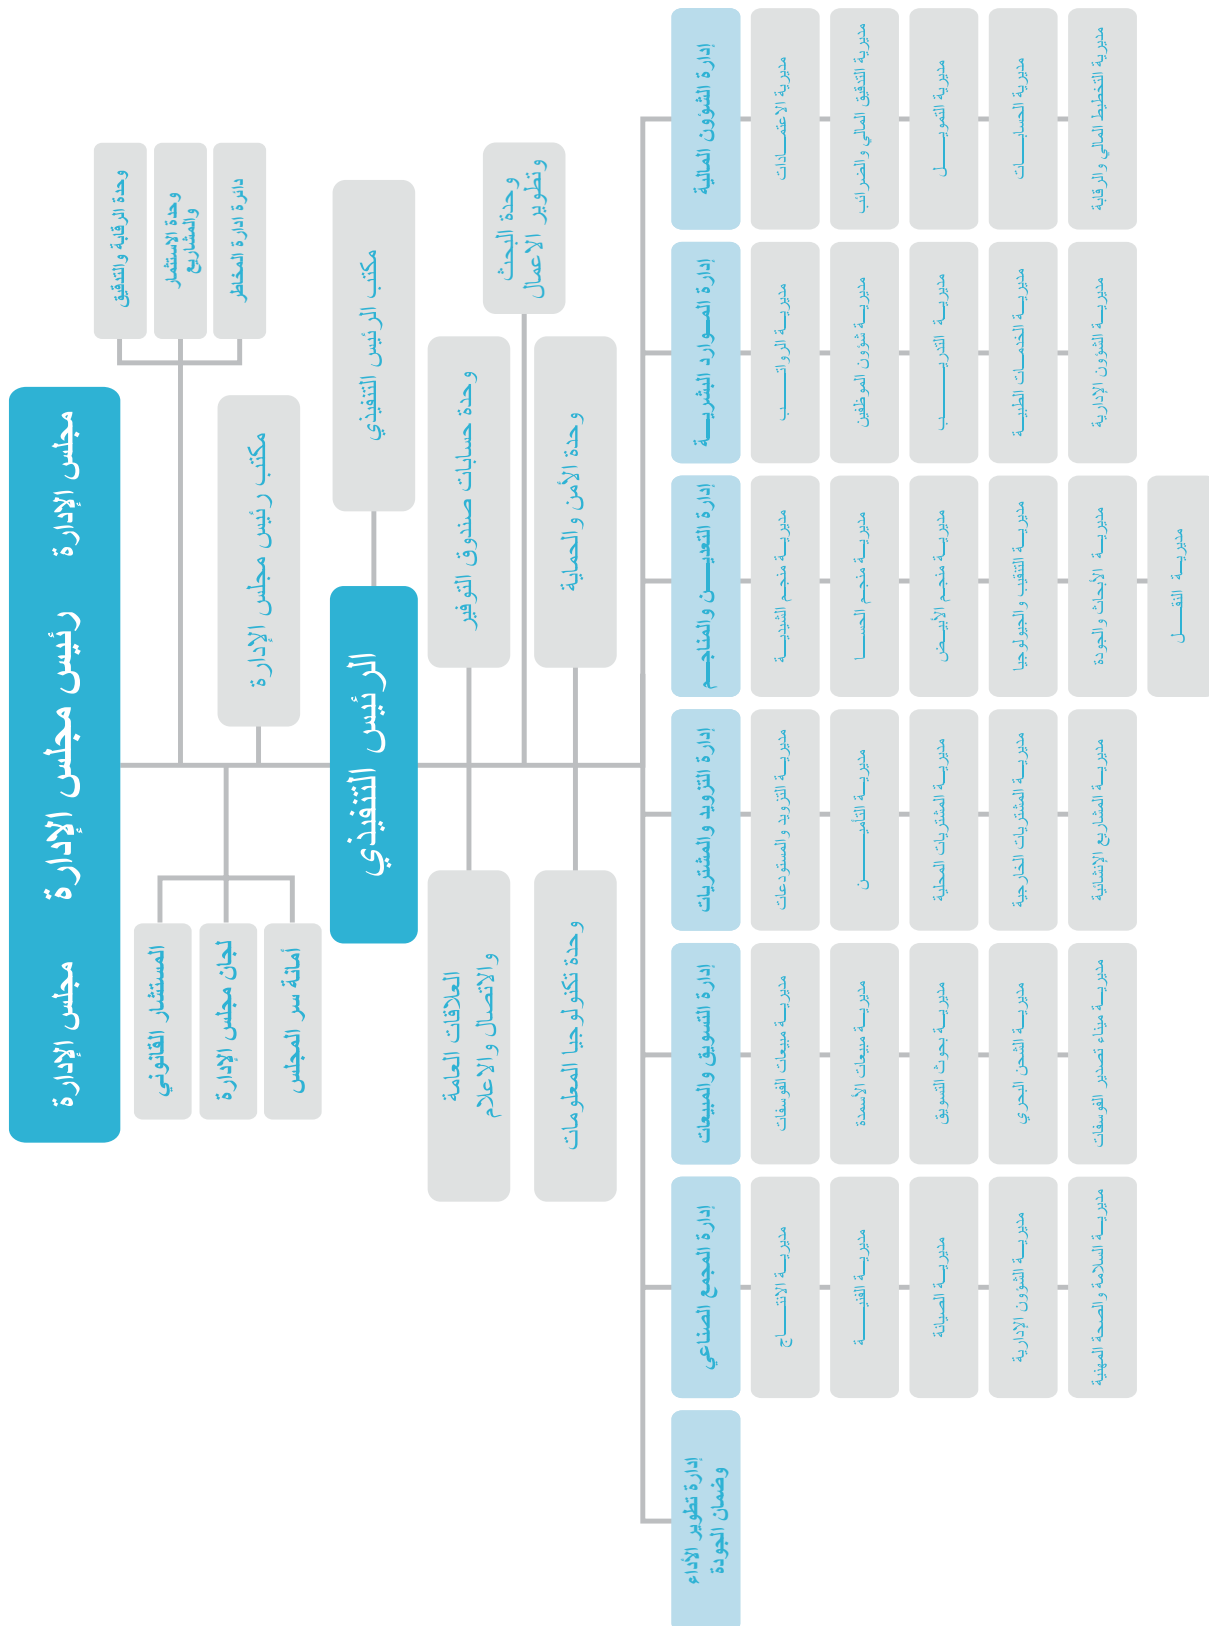 مجلس الإدارة
رئيس مجلس الإدارة
مجلس الإدارة
وحدة الرقابة والتدقيق
وحدة الاستثمار
والمشاريع
دائرة ادارة المخاطر
مكتب رئيس مجلس الإدارة
المستشار القانوني
لجان مجلس الإدارة
أمانة سر المجلس
الرئيس التنفيذي
مكتب الرئيس التنفيذي
وحدة حسابات صندوق التوفير
العلاقات العامة
والاتصال والاعلام
وحدة البحث
وتطوير الاعمال
وحدة الأمن والحماية
وحدة تكنولوجيا المعلومات
إدارة الشؤون المالية
مديرية الاعتمادات
مديرية التدقيق المالي والضرائب
مديرية التمويل
مديرية الحسابات
مديرية التخطيط المالي والرقابة
إدارة الموارد البشرية
مديرية الرواتب
مديرية شؤون الموظفين
مديرية التدريب
مديرية الخدمات الطبية
مديرية الشؤون الإدارية
إدارة التعدين والمناجم
مديرية منجم الشيدية
مديرية منجم الحسا
مديرية منجم الأبيض
مديرية التنقيب والجيولوجيا
مديرية الأبحاث والجودة
مديرية النقل
إدارة التزويد والمشتريات
مديرية التزويد والمستودعات
مديرية التأمين
مديرية المشتريات المحلية
مديرية المشتريات الخارجية
مديرية المشاريع الإنشائية
إدارة التسويق والمبيعات
مديرية مبيعات الفوسفات
مديرية مبيعات الأسمدة
مديرية بحوث التسويق
مديرية الشحن البحري
مديرية ميناء تصدير الفوسفات
إدارة المجمع الصناعي
مديرية الانتاج
مديرية الفنية
مديرية الصيانة
مديرية الشؤون الإدارية
مديرية السلامة والصحة المهنية
إدارة تطوير الأداء
وضمان الجودة